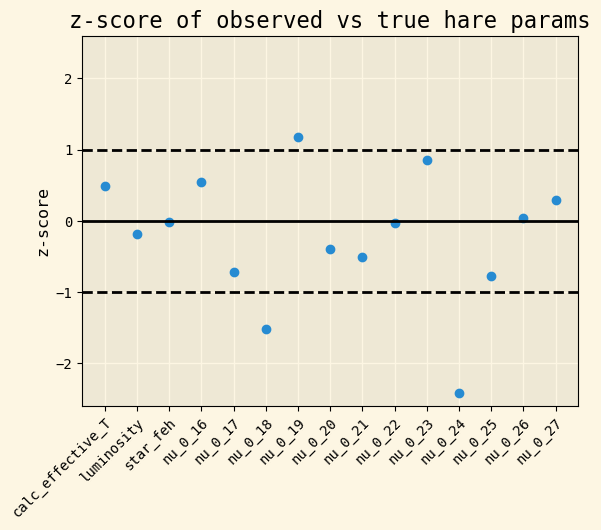 z-score of observed vs true hare params
z-score
2
1
0
−1
−2
calc_effective_T
luminosity
star_feh
nu_0_16
nu_0_17
nu_0_18
nu_0_19
nu_0_20
nu_0_21
nu_0_22
nu_0_23
nu_0_24
nu_0_25
nu_0_26
nu_0_27